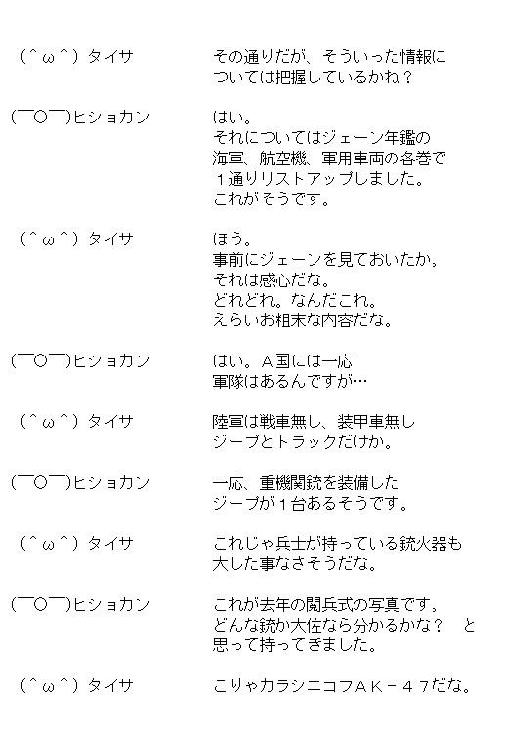 (＾ω＾) タイサ　その通りだが、そういった情報に
ついては把握しているかね？
(￣○￣)ヒショカン　はい。
それについてはジェーン年鑑の
海軍、航空機、軍用車両の各巻で
１通りリストアップしました。
これがそうです。
(＾ω＾) タイサ　ほう。
事前にジェーンを見ておいたか。
それは感心だな。
どれどれ。なんだこれ。
えらいお粗末な内容だな。
(￣○￣)ヒショカン　はい。Ａ国には一応
軍隊はあるんですが…
(＾ω＾) タイサ　陸軍は戦車無し、装甲車無し
ジープとトラックだけか。
(￣○￣)ヒショカン　一応、重機関銃を装備した
ジープが１台あるそうです。
(＾ω＾) タイサ　これじゃ兵士が持っている銃火器も
大した事なさそうだな。
(￣○￣)ヒショカン　これが去年の閲兵式の写真です。
どんな銃か大佐なら分かるかな？　と
思って持ってきました。
(＾ω＾) タイサ　こりゃカラシニコフＡＫ－４７だな。